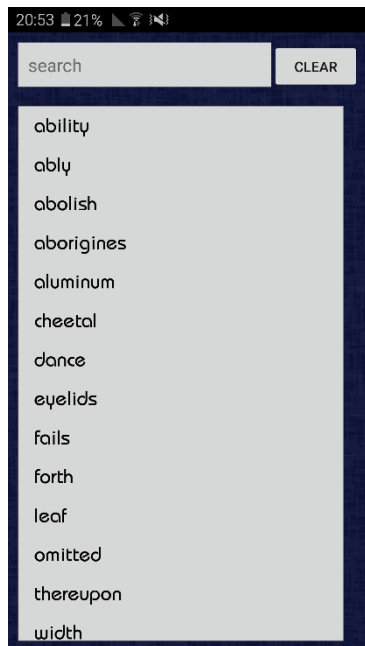 20:53 21%
search CLEAR
ability
ably
abolish
aborigines
aluminum
cheetal
dance
eyelids
fails
forth
leaf
omitted
thereupon
width